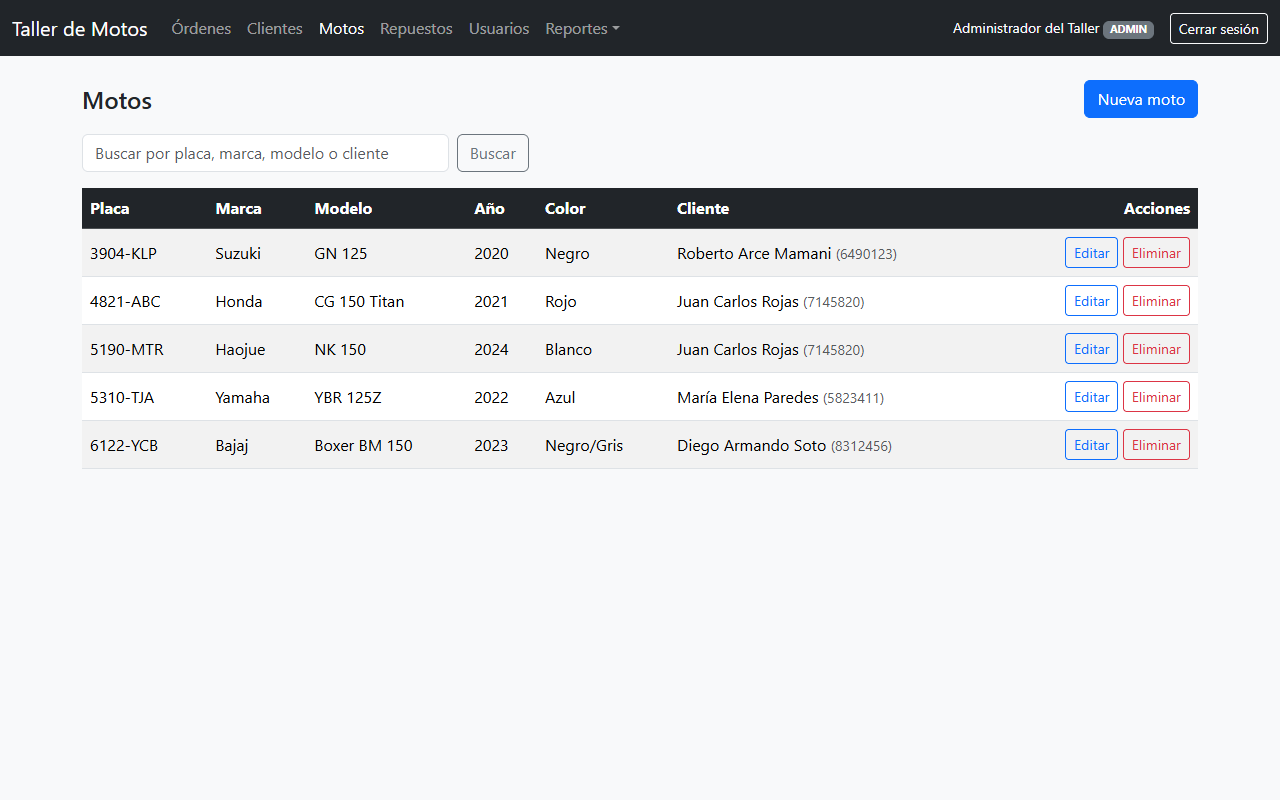 Taller de Motos Órdenes Clientes Motos Repuestos Usuarios Reportes Administrador del Taller ADMIN Cerrar sesión
Motos Nueva moto
Buscar por placa, marca, modelo o cliente Buscar
Placa Marca Modelo Año Color Cliente Acciones
3904-KLP Suzuki GN 125 2020 Negro Roberto Arce Mamani (6490123) Editar Eliminar
4821-ABC Honda CG 150 Titan 2021 Rojo Juan Carlos Rojas (7145820) Editar Eliminar
5190-MTR Haojue NK 150 2024 Blanco Juan Carlos Rojas (7145820) Editar Eliminar
5310-TJA Yamaha YBR 125Z 2022 Azul María Elena Paredes (5823411) Editar Eliminar
6122-YCB Bajaj Boxer BM 150 2023 Negro/Gris Diego Armando Soto (8312456) Editar Eliminar